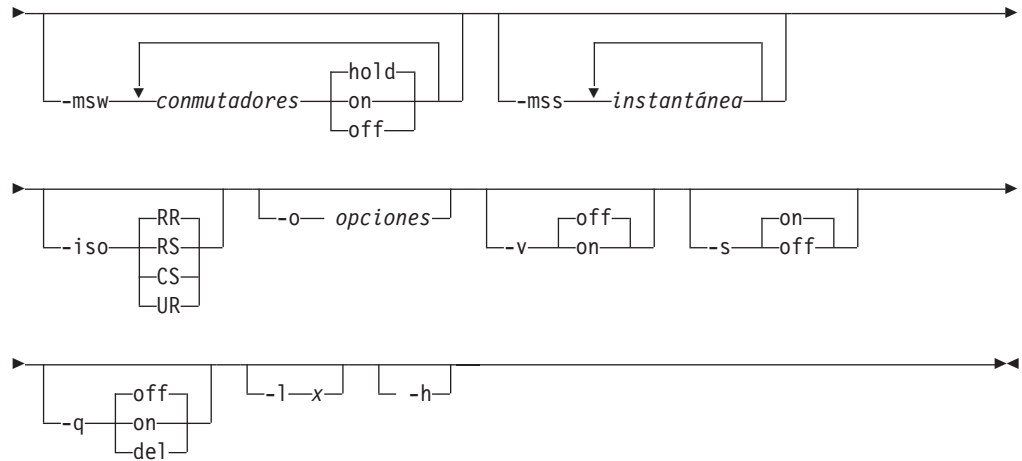 hold
-msw conmutadores on -mss instantánea
off
RR -o opciones off on
-iso RS -v on -s off
CS
UR
off -l x -h
-q on
del